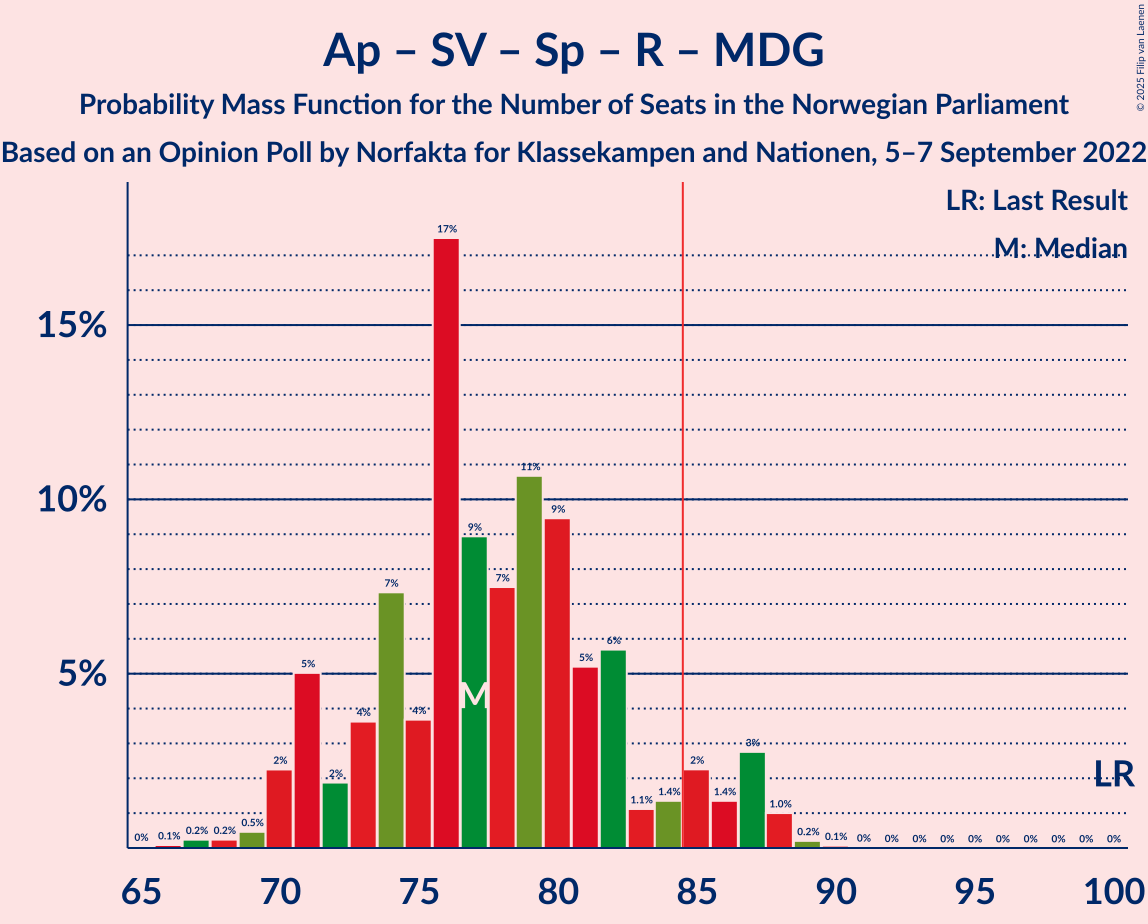 Ap – SV – Sp – R – MDG
Probability Mass Function for the Number of Seats in the Norwegian Parliament
Based on an Opinion Poll by Norfakta for Klassekampen and Nationen, 5–7 September 2022
© 2025 Filip van Laenen
LR: Last Result
M: Median
15%
10%
5%
0% 0.1% 0.2% 0.2% 0.5% 2% 5% 2% 4% 7% 4% 17% 9% 7% 11% 9% 5% 6% 1.1% 1.4% 2% 1.4% 3% 1.0% 0.2% 0.1% 0% 0% 0% 0% 0% 0% 0% 0% 0% 0%
M
LR
65 70 75 80 85 90 95 100